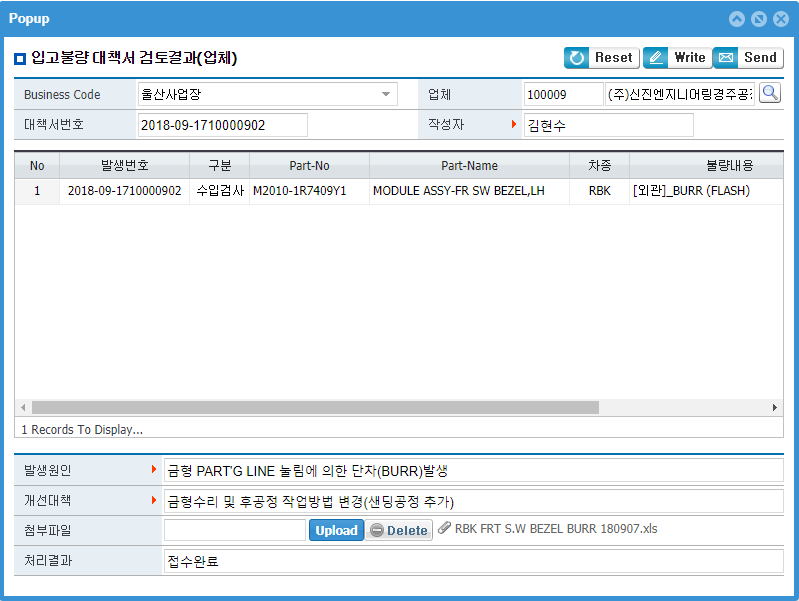 Popup
입고불량 대책서 검토결과(업체)
Reset Write Send
Business Code 울산사업장 업체 100009 (주)신진엔지니어링경주공
대책서번호 2018-09-1710000902 작성자 김현수
No 발생번호 구분 Part-No Part-Name 차종 불량내용
1 2018-09-1710000902 수입검사 M2010-1R7409Y1 MODULE ASSY-FR SW BEZEL,LH RBK [외관]_BURR (FLASH)
1 Records To Display...
발생원인 금형 PART'G LINE 눌림에 의한 단차(BURR)발생
개선대책 금형수리 및 후공정 작업방법 변경(샌딩공정 추가)
첨부파일 Upload Delete RBK FRT S.W BEZEL BURR 180907.xls
처리결과 접수완료